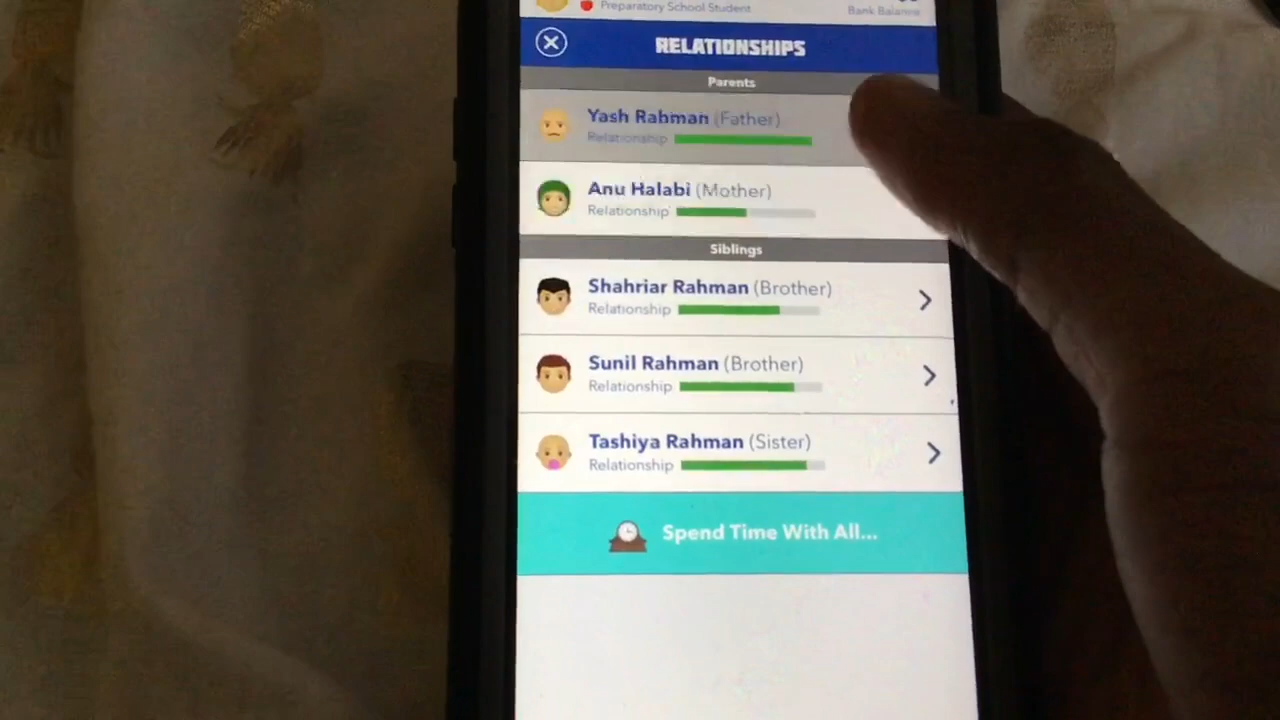 Preparatory School Student
Bank Balance
RELATIONSHIPS
Parents
Yash Rahman (Father)
Relationship
Anu Halabi (Mother)
Relationship
Siblings
Shahriar Rahman (Brother)
Relationship
Sunil Rahman (Brother)
Relationship
Tashiya Rahman (Sister)
Relationship
Spend Time With All...